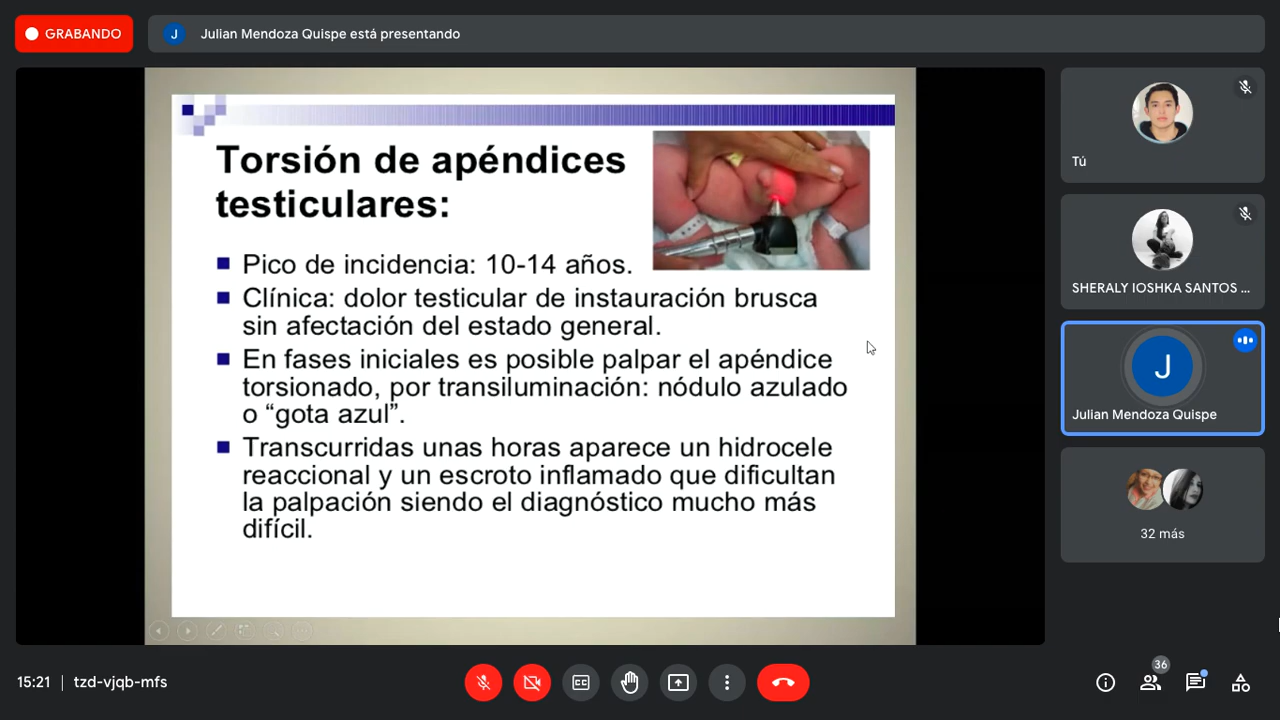 GRABANDO
J
Julian Mendoza Quispe está presentando
Torsión de apéndices
testiculares:
Pico de incidencia: 10-14 años.
Clínica: dolor testicular de instauración brusca
sin afectación del estado general.
En fases iniciales es posible palpar el apéndice
torsionado, por transiluminación: nódulo azulado
o “gota azul”.
Transcurridas unas horas aparece un hidrocele
reaccional y un escroto inflamado que dificultan
la palpación siendo el diagnóstico mucho más
difícil.
Tú
SHERALY IOSHKA SANTOS ...
J
Julian Mendoza Quispe
32 más
15:21 | tzd-vjqb-mfs
CC
36